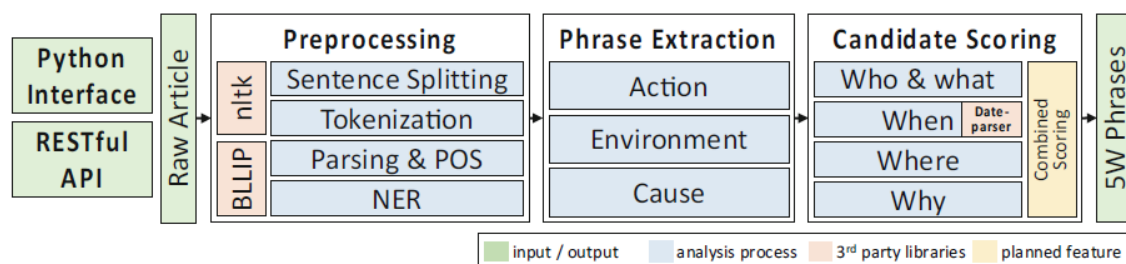 Python
Interface
RESTful
API
Raw Article
Preprocessing
nltk
Sentence Splitting
Tokenization
BLLIP
Parsing & POS
NER
Phrase Extraction
Action
Environment
Cause
Candidate Scoring
Who & what
When
Date-
parser
Where
Why
Combined
Scoring
5W Phrases
input / output
analysis process
3rd party libraries
planned feature